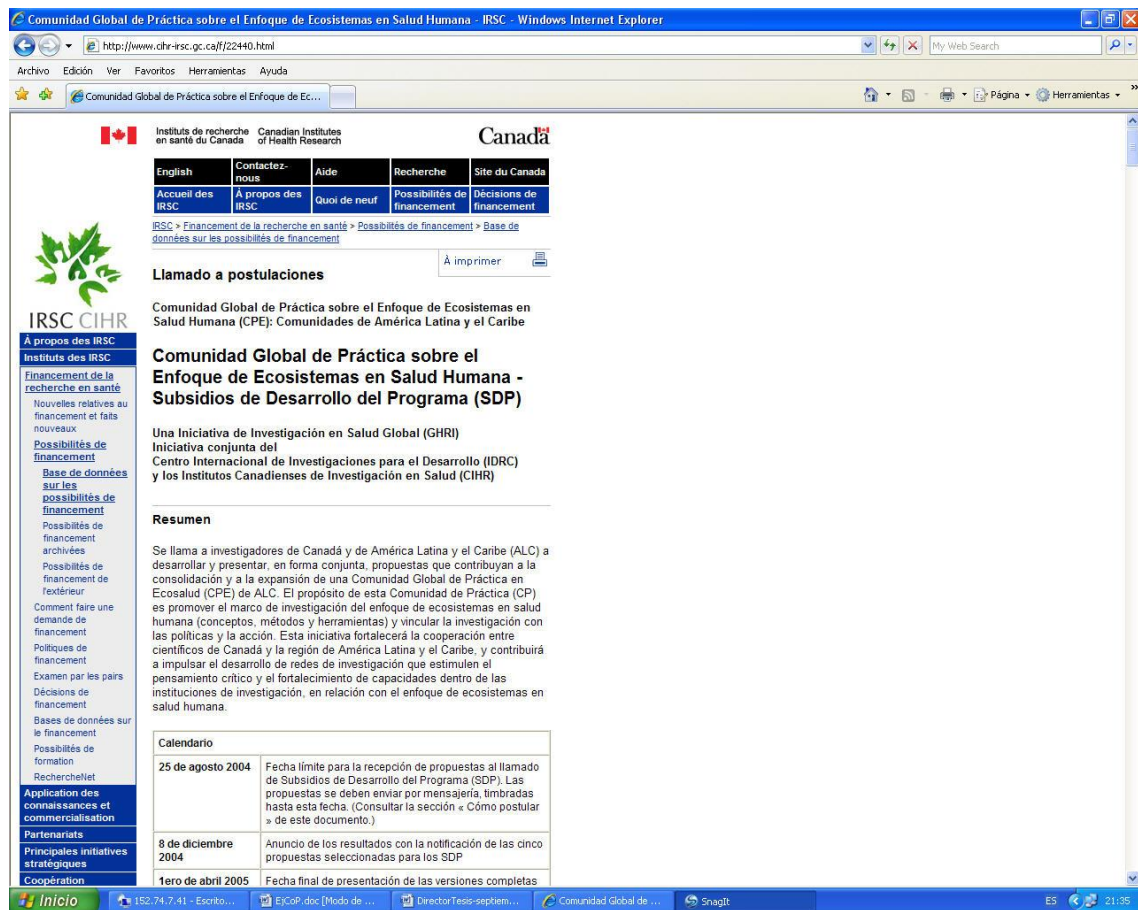 Comunidad Global de Práctica sobre el Enfoque de Ecosistemas en Salud Humana - IRSC - Windows Internet Explorer
http://www.cihr-irsc.gc.ca/f/22440.html
My Web Search
Archivo Edición Ver Favoritos Herramientas Ayuda
Comunidad Global de Práctica sobre el Enfoque de Ec...
Página
Herramientas
»
Instituts de recherche
en santé du Canada
Canadian Institutes
of Health Research
Canada
English
Contactez-
nous
Aide
Recherche
Site du Canada
Accueil des
IRSC
À propos des
IRSC
Quoi de neuf
Possibilités de
financement
Décisions de
financement
IRSC > Financement de la recherche en santé > Possibilités de financement > Base de
données sur les possibilités de financement
À imprimer
IRSC CIHR
À propos des IRSC
Instituts des IRSC
Financement de la
recherche en santé
Nouvelles relatives au
financement et faits
nouveaux
Possibilités de
financement
Base de données
sur les
possibilités de
financement
Possibilités de
financement
archivées
Possibilités de
financement de
l'extérieur
Comment faire une
demande de
financement
Politiques de
financement
Examen par les pairs
Décisions de
financement
Bases de données sur
le financement
Possibilités de
formation
RechercheNet
Application des
connaissances et
commercialisation
Partenariats
Principales initiatives
stratégiques
Coopération
Llamado a postulaciones
Comunidad Global de Práctica sobre el Enfoque de Ecosistemas en
Salud Humana (CPE): Comunidades de América Latina y el Caribe
Comunidad Global de Práctica sobre el
Enfoque de Ecosistemas en Salud Humana -
Subsidios de Desarrollo del Programa (SDP)
Una Iniciativa de Investigación en Salud Global (GHRI)
Iniciativa conjunta del
Centro Internacional de Investigaciones para el Desarrollo (IDRC)
y los Institutos Canadienses de Investigación en Salud (CIHR)
Resumen
Se llama a investigadores de Canadá y de América Latina y el Caribe (ALC) a
desarrollar y presentar, en forma conjunta, propuestas que contribuyan a la
consolidación y a la expansión de una Comunidad Global de Práctica en
Ecosalud (CPE) de ALC. El propósito de esta Comunidad de Práctica (CP)
es promover el marco de investigación del enfoque de ecosistemas en salud
humana (conceptos, métodos y herramientas) y vincular la investigación con
las políticas y la acción. Esta iniciativa fortalecerá la cooperación entre
científicos de Canadá y la región de América Latina y el Caribe, y contribuirá
a impulsar el desarrollo de redes de investigación que estimulen el
pensamiento crítico y el fortalecimiento de capacidades dentro de las
instituciones de investigación, en relación con el enfoque de ecosistemas en
salud humana.
Calendario
25 de agosto 2004
Fecha límite para la recepción de propuestas al llamado
de Subsidios de Desarrollo del Programa (SDP). Las
propuestas se deben enviar por mensajería, timbradas
hasta esta fecha. (Consultar la sección « Cómo postular
» de este documento.)
8 de diciembre
2004
Anuncio de los resultados con la notificación de las cinco
propuestas seleccionadas para los SDP
1ero de abril 2005
Fecha final de presentación de las versiones completas
Inicio
152.74.7.41 - Escrito...
EjCoP.doc [Modo de ...
DirectorTesis-septiem...
Comunidad Global de ...
SnagIt
ES
21:35